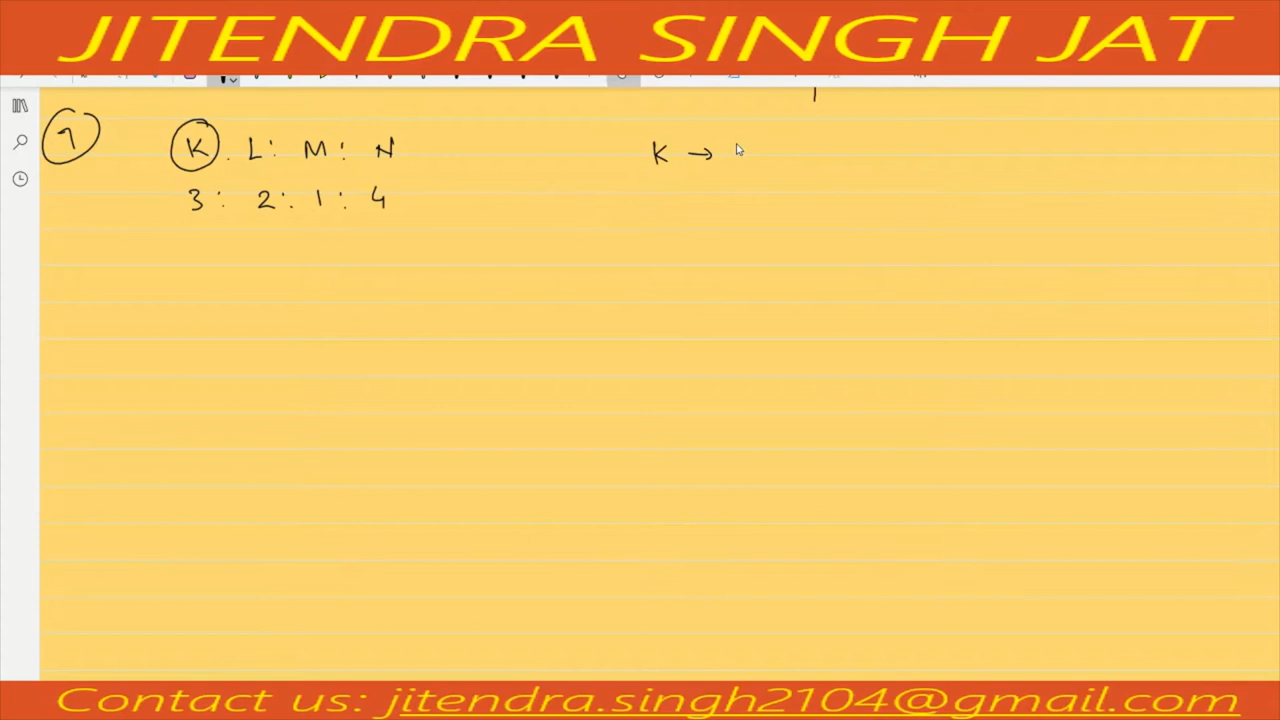 JITENDRA SINGH JAT
7 K. L: M: N K →
3: 2: 1: 4
Contact us: jitendra.singh2104@gmail.com